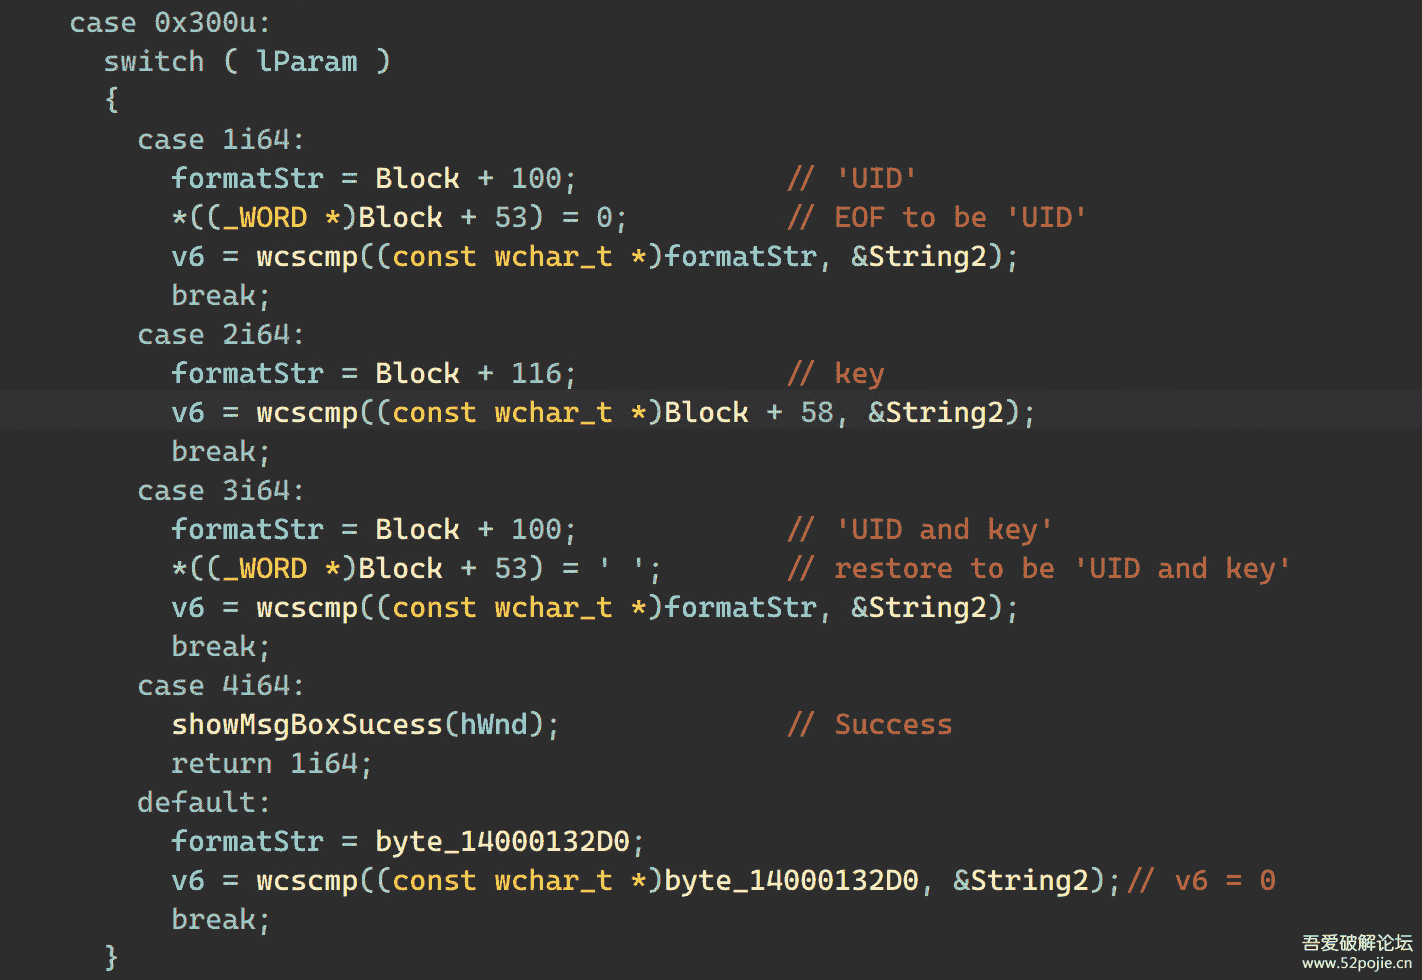 case 0x300u:
switch ( lParam )
{
case 1i64:
formatStr = Block + 100; // 'UID'
*((_WORD *)Block + 53) = 0; // EOF to be 'UID'
v6 = wcscmp((const wchar_t *)formatStr, &String2);
break;
case 2i64:
formatStr = Block + 116; // key
v6 = wcscmp((const wchar_t *)Block + 58, &String2);
break;
case 3i64:
formatStr = Block + 100; // 'UID and key'
*((_WORD *)Block + 53) = ' '; // restore to be 'UID and key'
v6 = wcscmp((const wchar_t *)formatStr, &String2);
break;
case 4i64:
showMsgBoxSucess(hWnd); // Success
return 1i64;
default:
formatStr = byte_14000132D0;
v6 = wcscmp((const wchar_t *)byte_14000132D0, &String2);// v6 = 0
break;
}
吾爱破解论坛
www.52pojie.cn